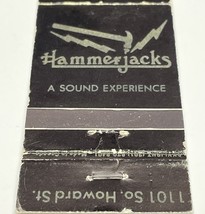 Hammerjacks
A SOUND EXPERIENCE
1101 So. Howard St.